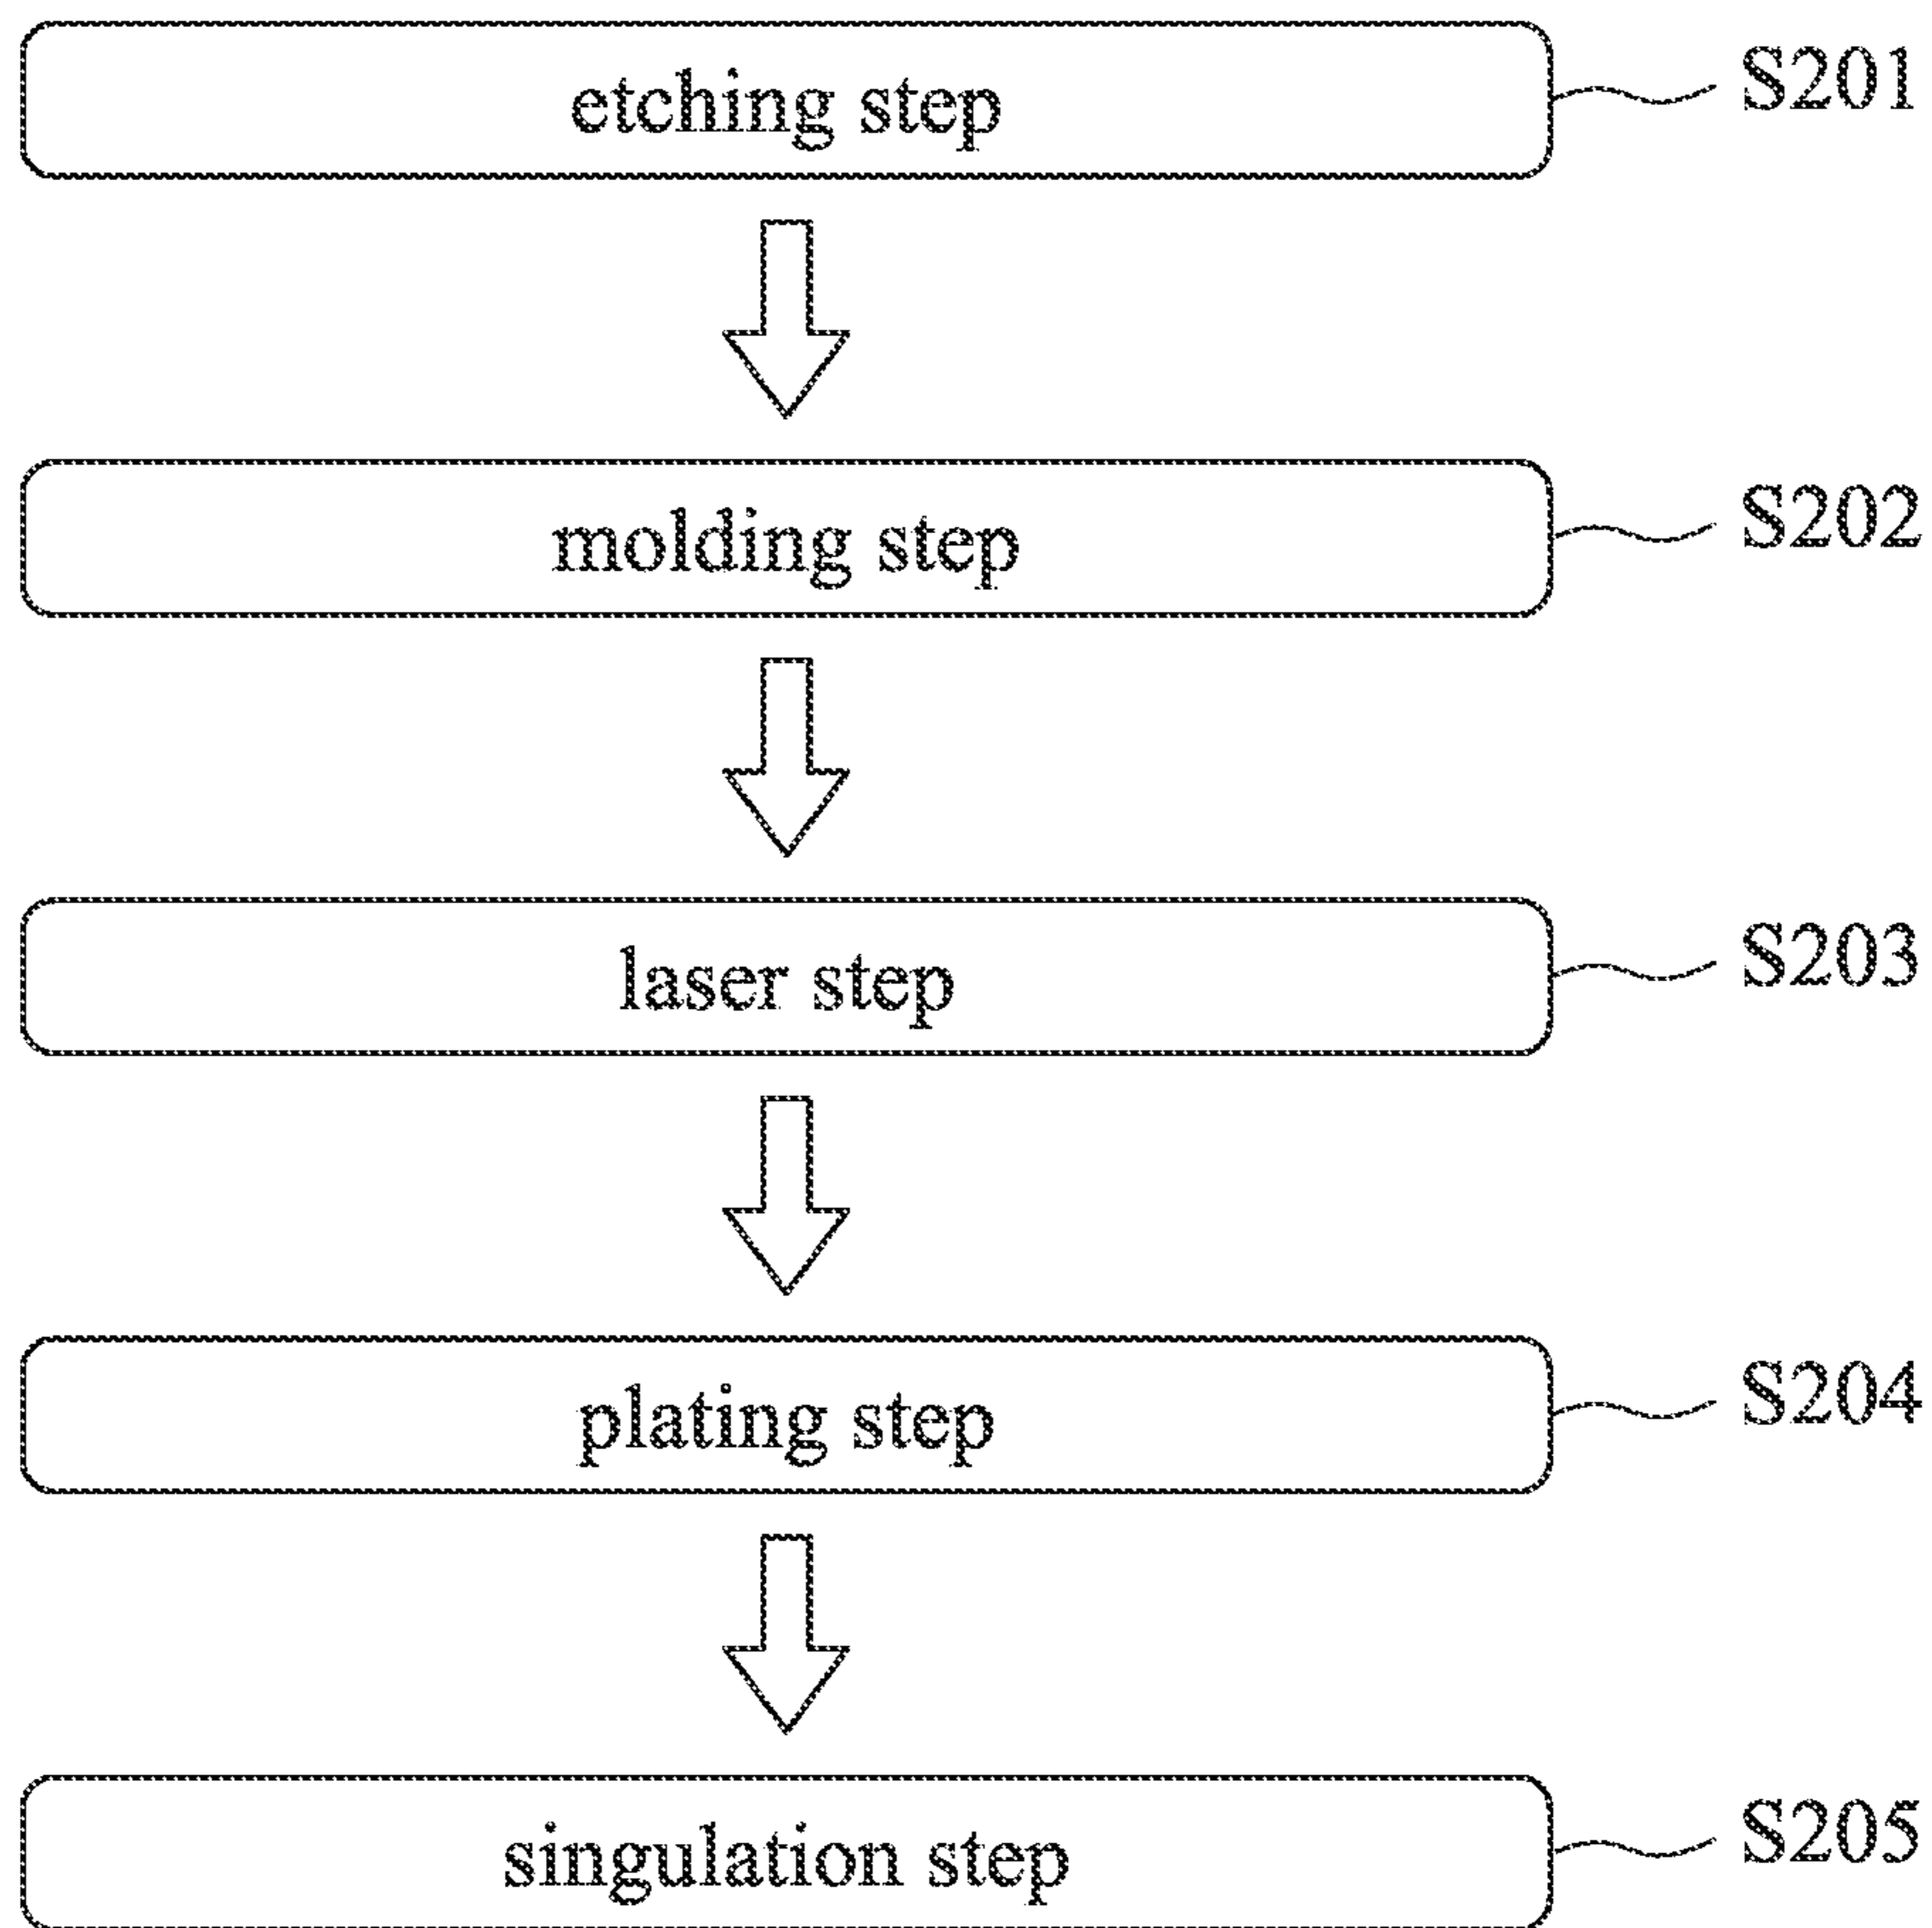 etching step S201
molding step S202
laser step S203
plating step S204
singulation step S205